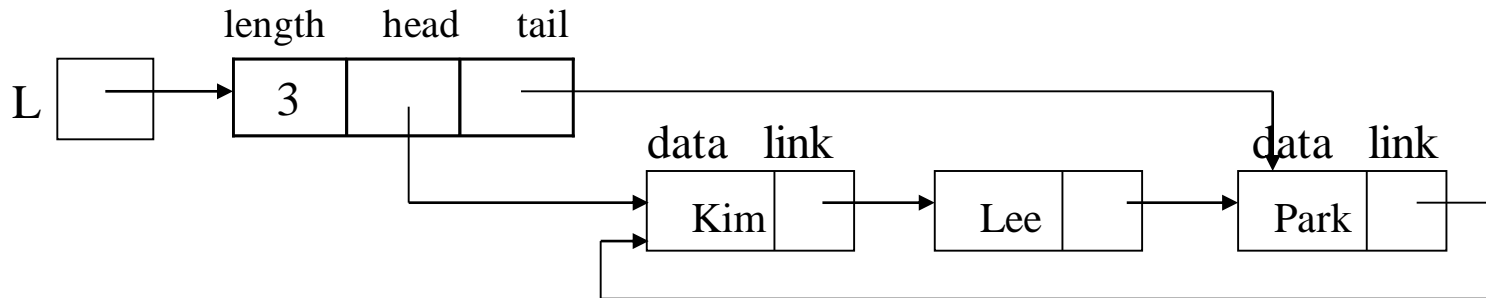 length head tail
L 3
data link data link
Kim Lee Park